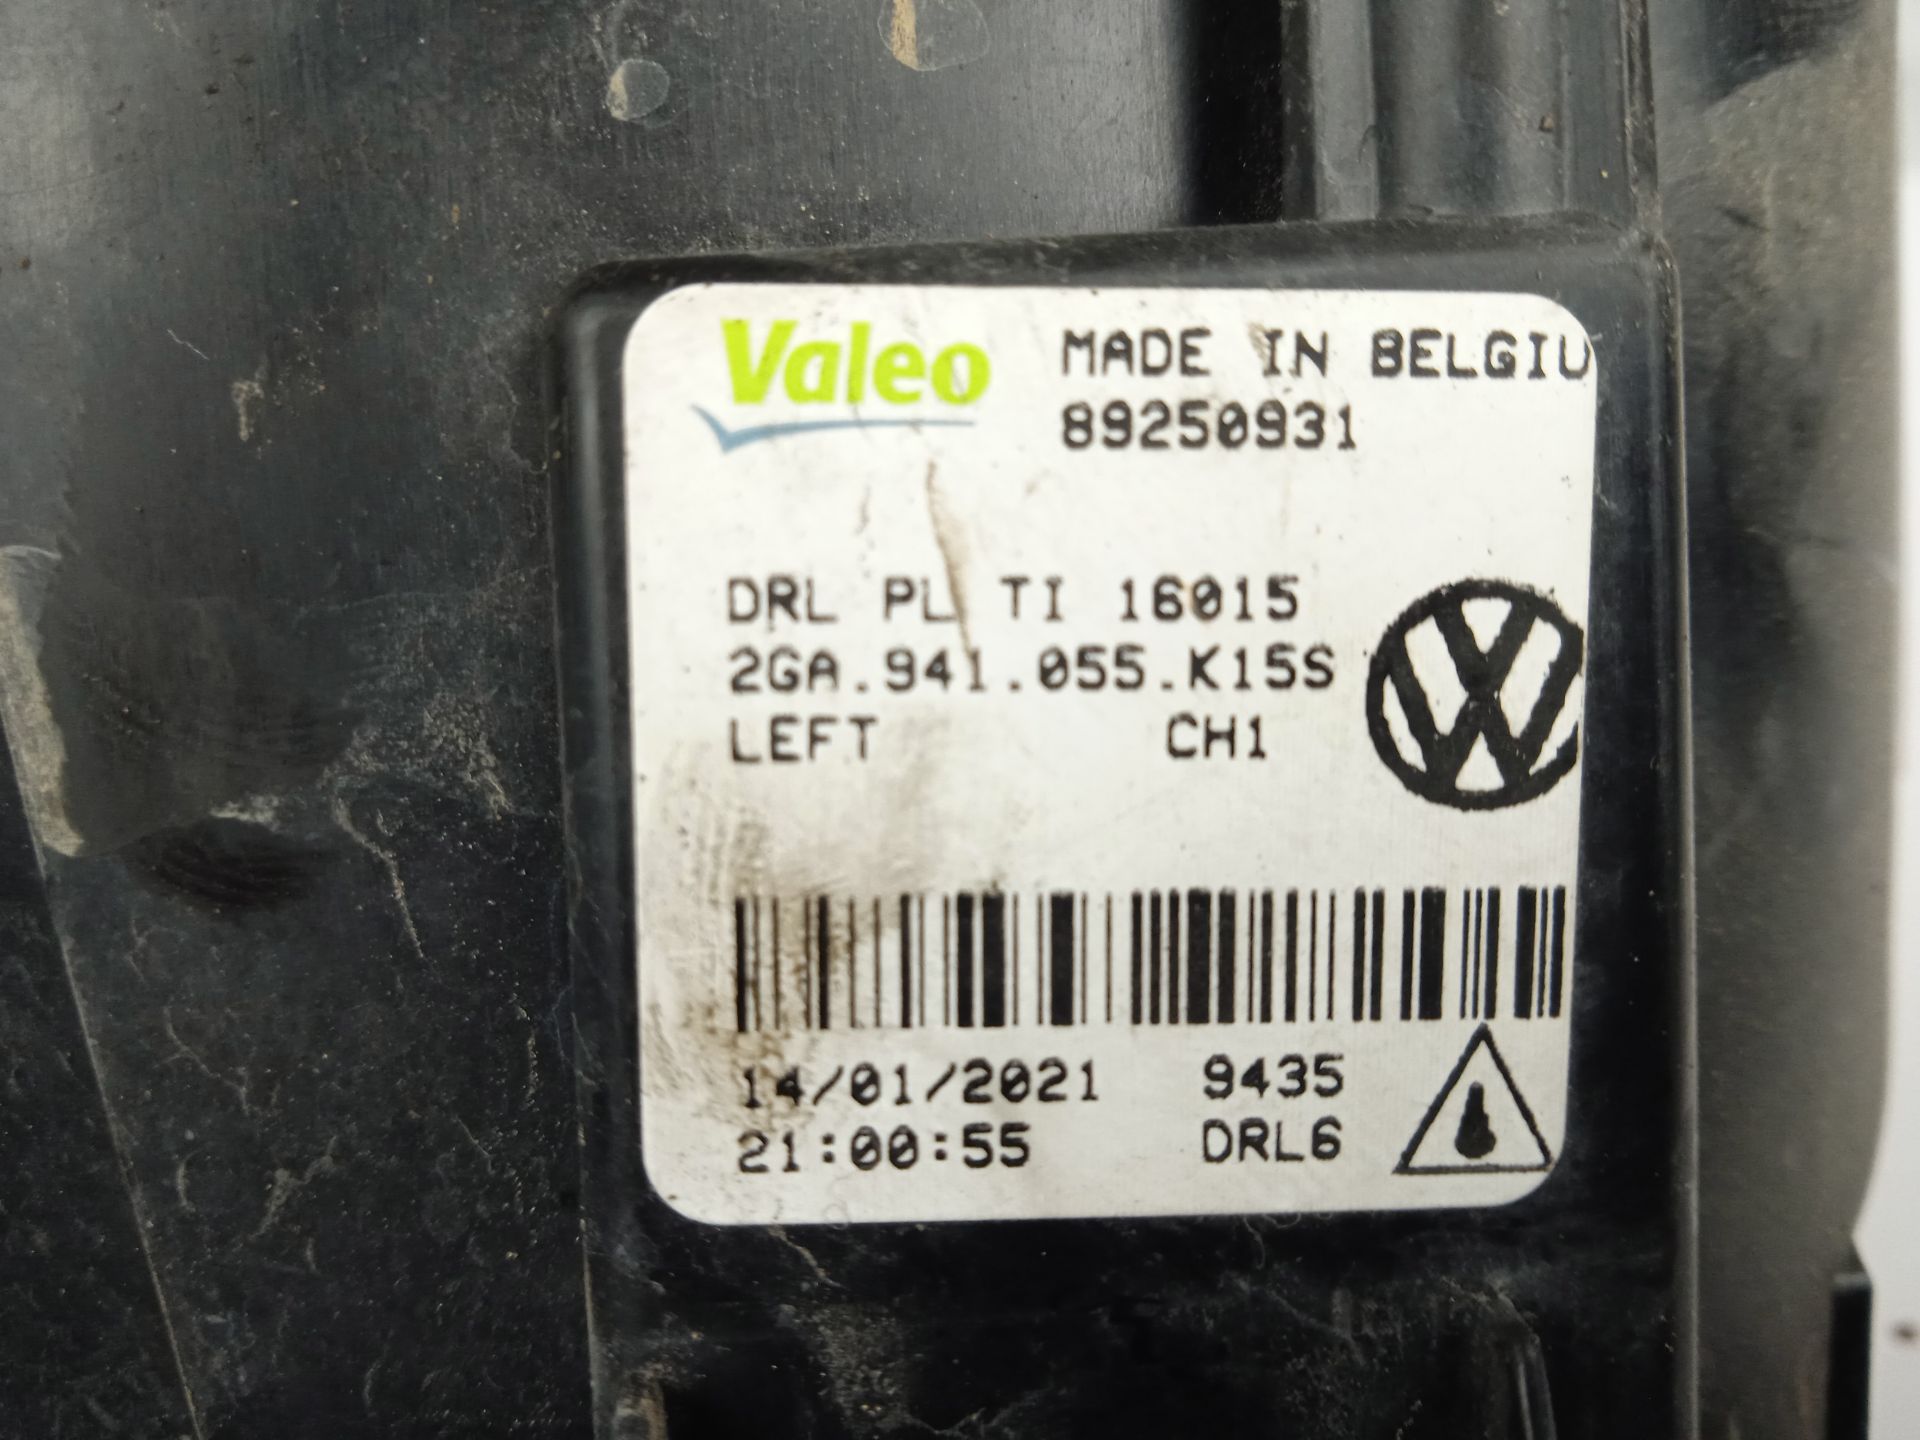 Valeo MADE IN BELGIU
89250931
DRL PL TI 16015
2GA.941.055.K15S
LEFT CH1
14/01/2021 9435
21:00:55 DRL6